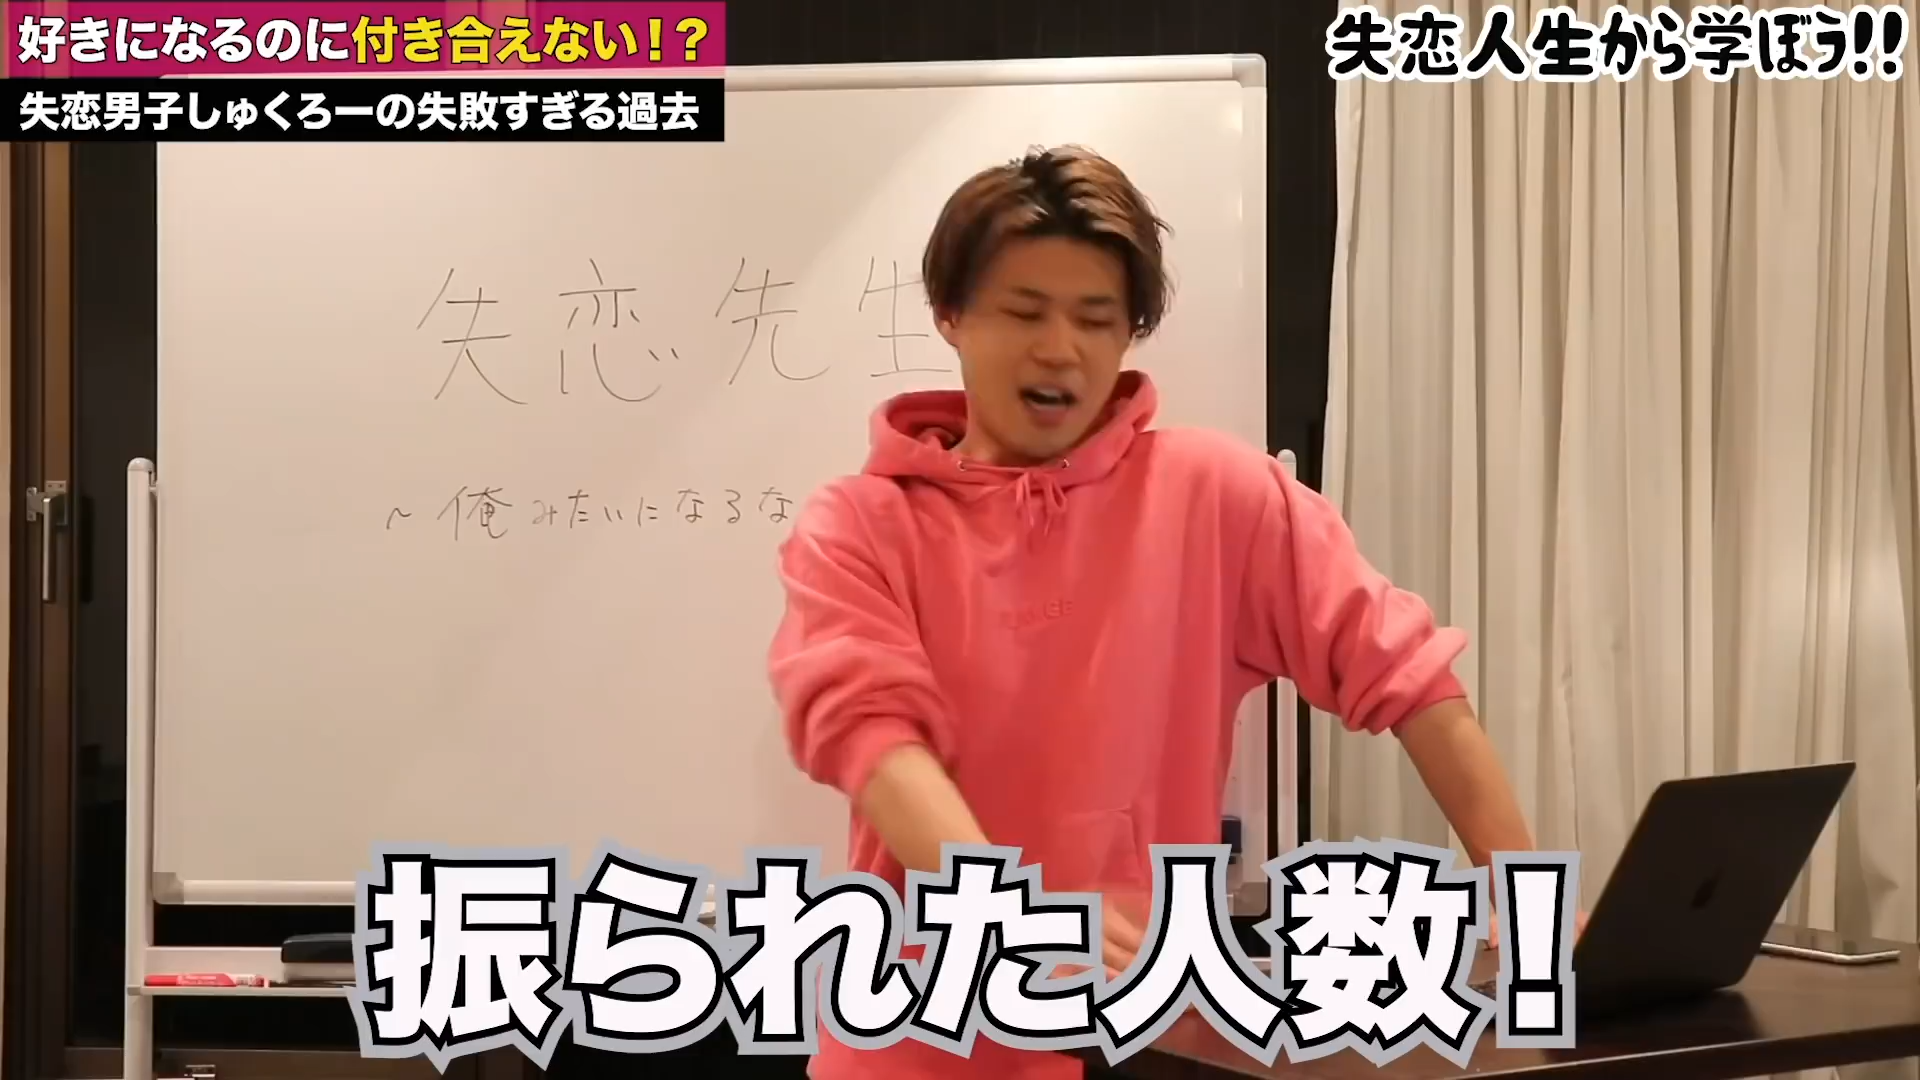 好きになるのに付き合えない！？
失恋男子しゅくろーの失敗すぎる過去
失恋人生から学ぼう!!
失恋先生
～俺みたいになるな
振られた人数！